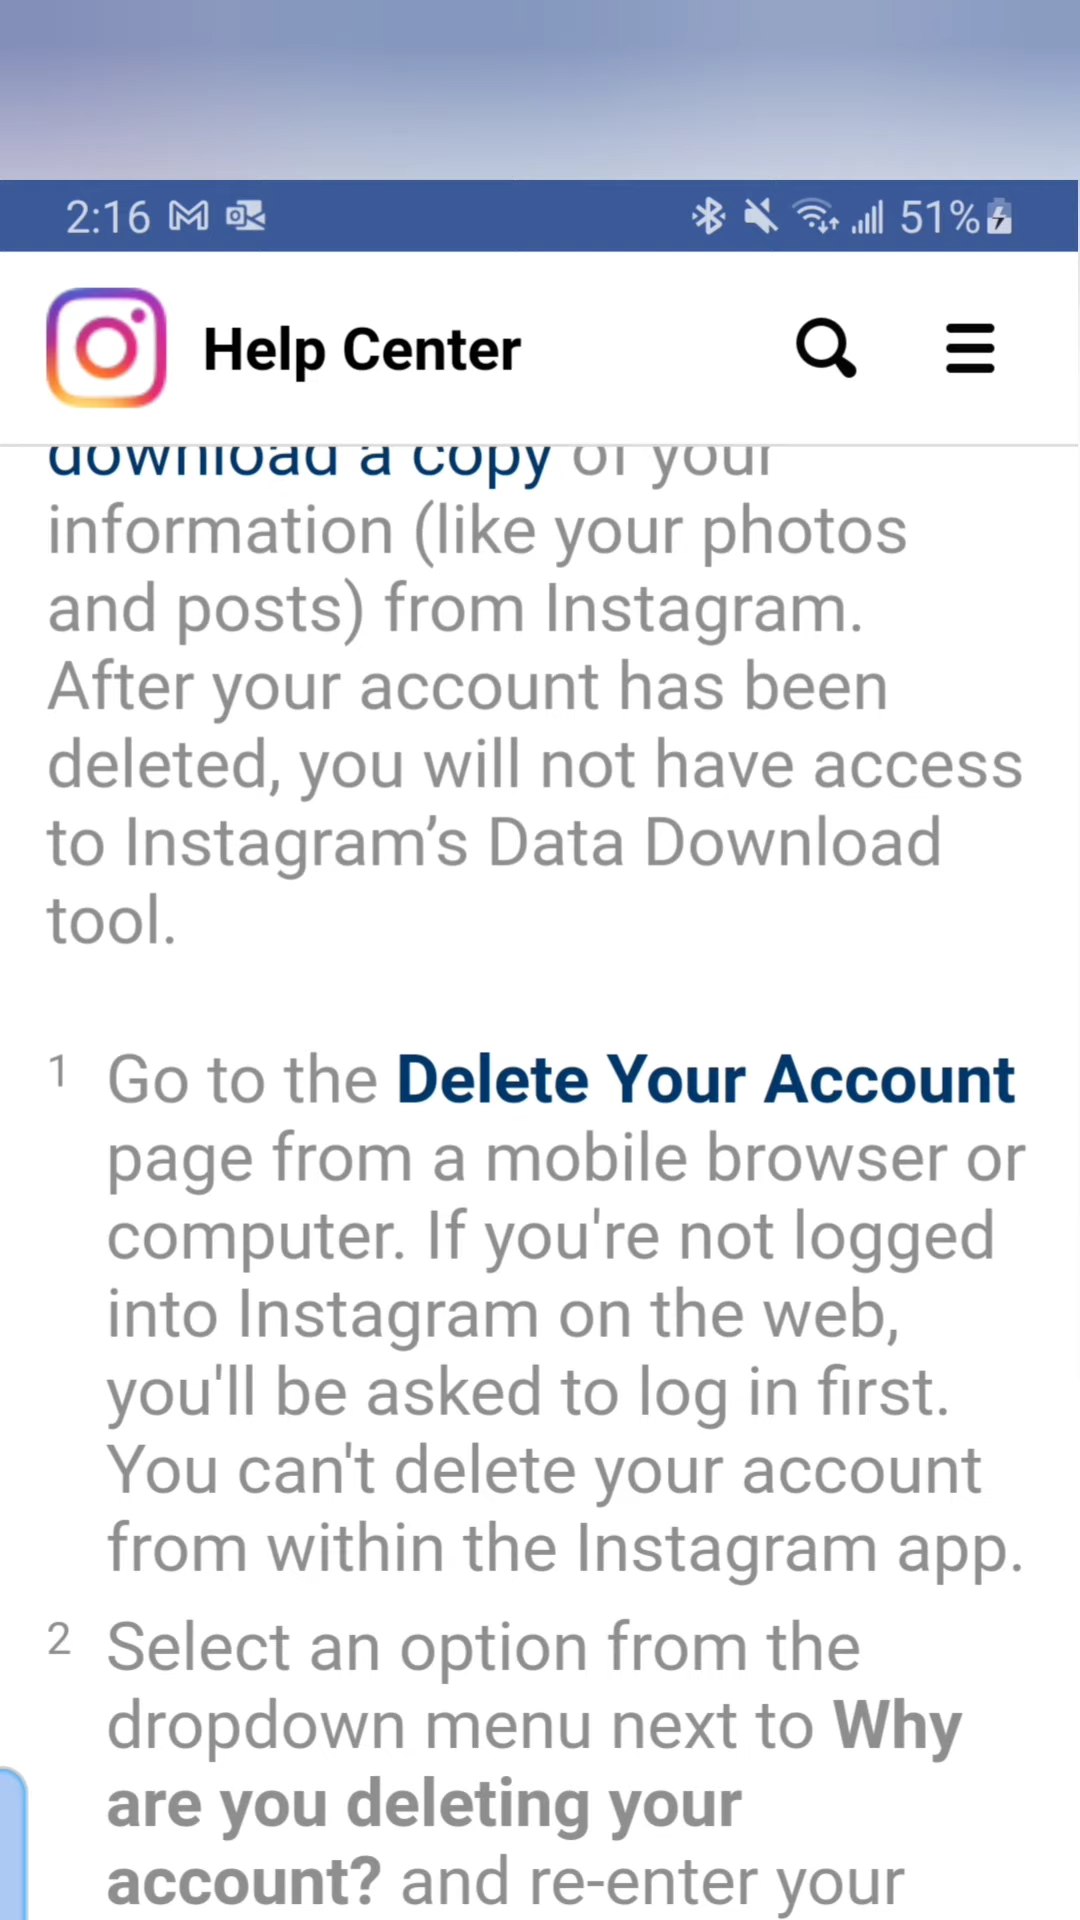 2:16
51%
Help Center
download a copy of your
information (like your photos
and posts) from Instagram.
After your account has been
deleted, you will not have access
to Instagram’s Data Download
tool.
1 Go to the Delete Your Account
page from a mobile browser or
computer. If you're not logged
into Instagram on the web,
you'll be asked to log in first.
You can't delete your account
from within the Instagram app.
2 Select an option from the
dropdown menu next to Why
are you deleting your
account? and re-enter your